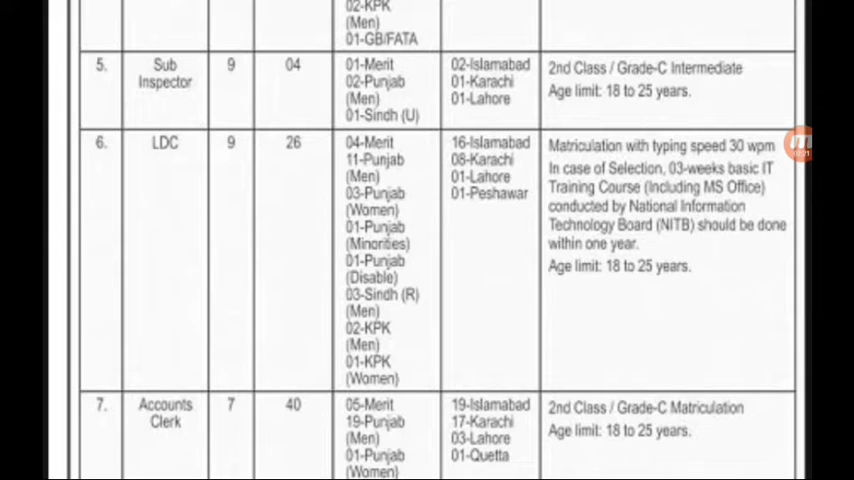 02-KPK
(Men)
01-GB/FATA
5. Sub Inspector 9 04
01-Merit
02-Punjab
(Men)
01-Sindh (U)
02-Islamabad
01-Karachi
01-Lahore
2nd Class / Grade-C Intermediate
Age limit: 18 to 25 years.
6. LDC 9 26
04-Merit
11-Punjab
(Men)
03-Punjab
(Women)
01-Punjab
(Minorities)
01-Punjab
(Disable)
03-Sindh (R)
(Men)
02-KPK
(Men)
01-KPK
(Women)
16-Islamabad
08-Karachi
01-Lahore
01-Peshawar
Matriculation with typing speed 30 wpm
In case of Selection, 03-weeks basic IT
Training Course (Including MS Office)
conducted by National Information
Technology Board (NITB) should be done
within one year.
Age limit: 18 to 25 years.
7. Accounts Clerk 7 40
05-Merit
19-Punjab
(Men)
01-Punjab
(Women)
19-Islamabad
17-Karachi
03-Lahore
01-Quetta
2nd Class / Grade-C Matriculation
Age limit: 18 to 25 years.